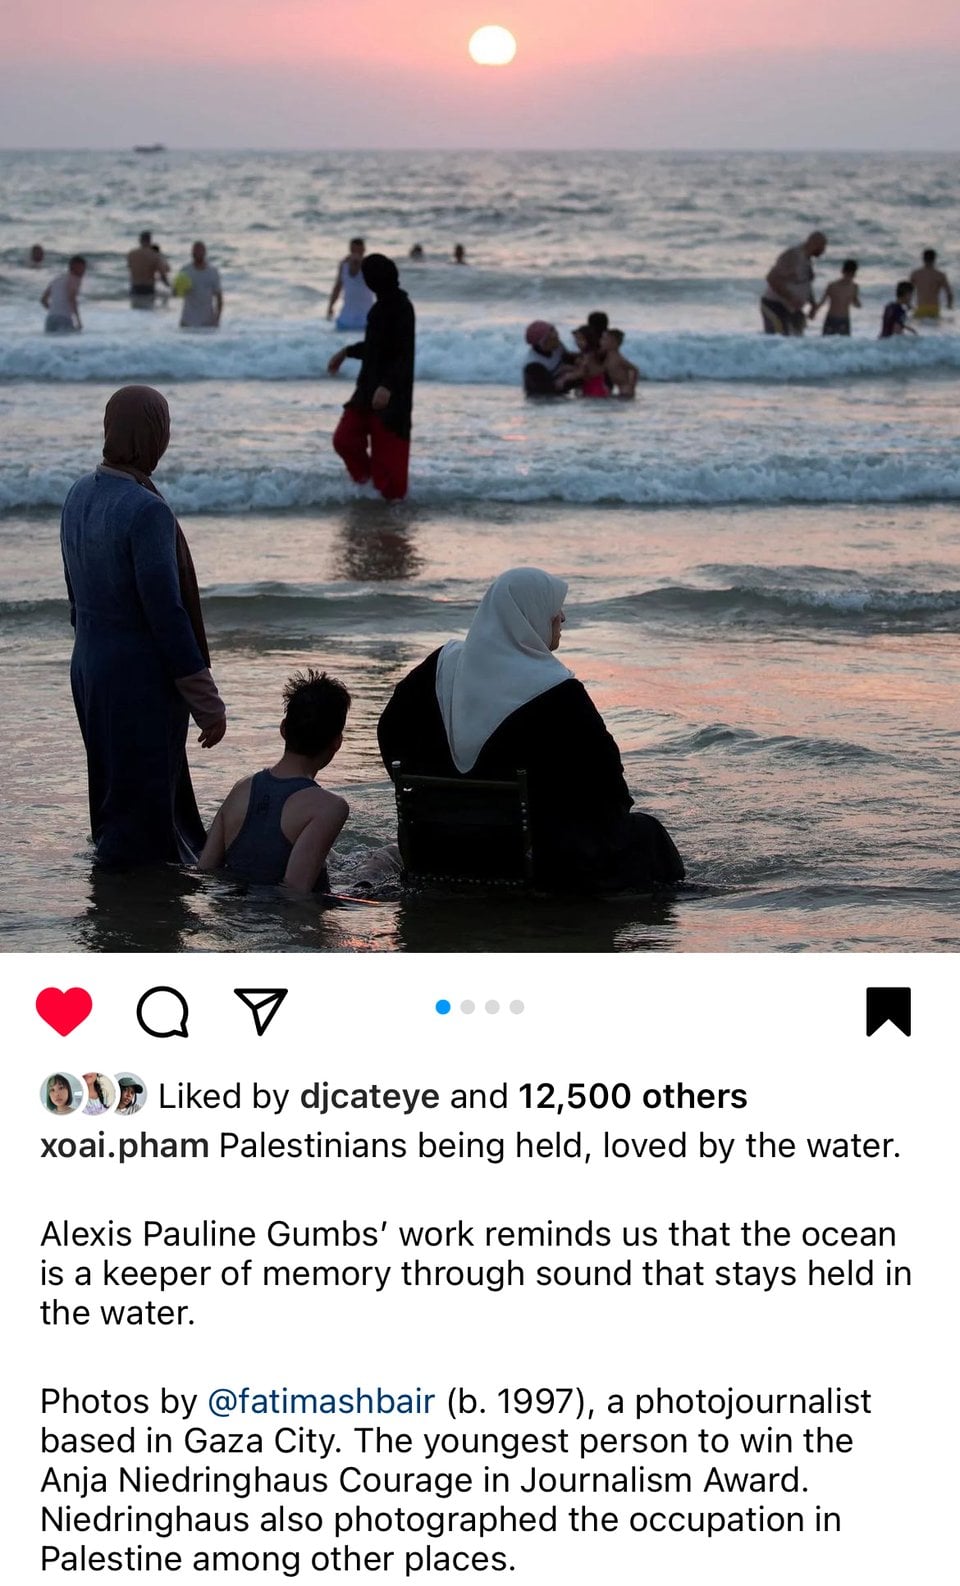 Liked by djcateye and 12,500 others
xoai.pham Palestinians being held, loved by the water.
Alexis Pauline Gumbs’ work reminds us that the ocean
is a keeper of memory through sound that stays held in
the water.
Photos by @fatimashbair (b. 1997), a photojournalist
based in Gaza City. The youngest person to win the
Anja Niedringhaus Courage in Journalism Award.
Niedringhaus also photographed the occupation in
Palestine among other places.